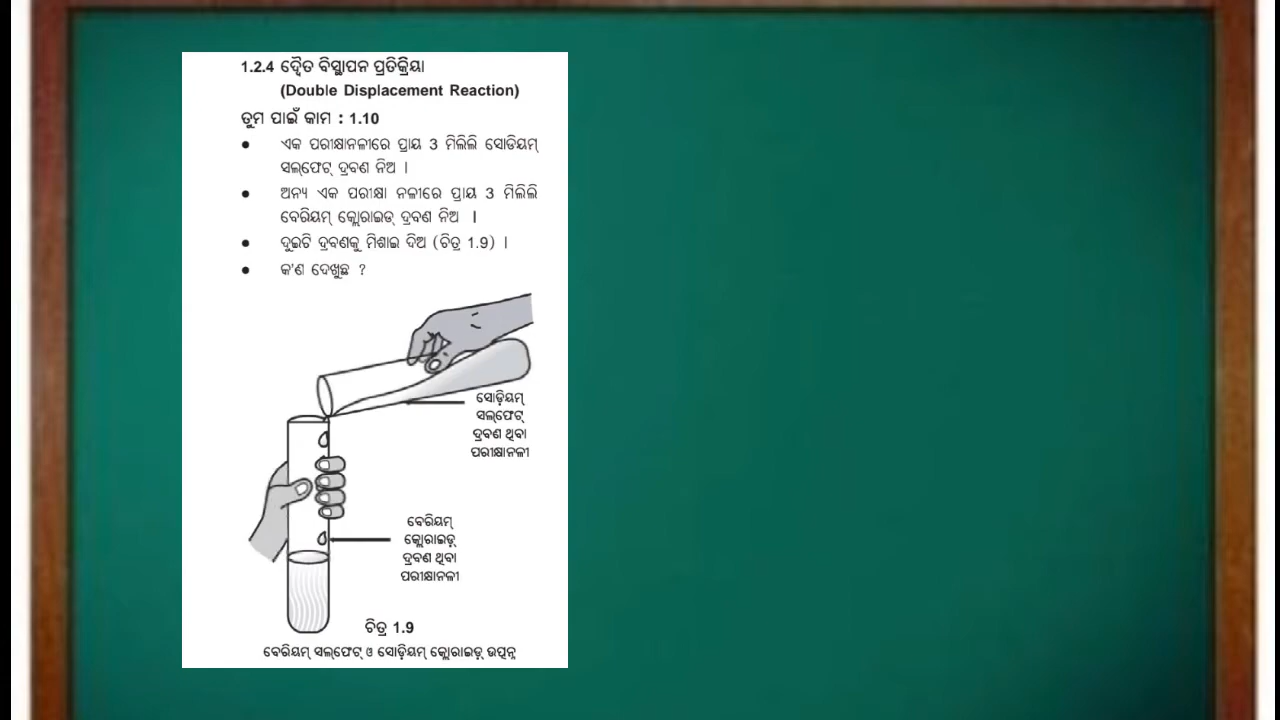 1.2.4 ଦ୍ୱୈତ ବିସ୍ଥାପନ ପ୍ରତିକ୍ରିୟା
(Double Displacement Reaction)
ତୁମ ପାଇଁ କାମ : 1.10
● ଏକ ପରୀକ୍ଷାନଳୀରେ ପ୍ରାୟ 3 ମିଲିଲି ସୋଡିୟମ୍
ସଲ୍‌ଫେଟ୍ ଦ୍ରବଣ ନିଅ ।
● ଅନ୍ୟ ଏକ ପରୀକ୍ଷା ନଳୀରେ ପ୍ରାୟ 3 ମିଲିଲି
ବେରିୟମ୍ କ୍ଲୋରାଇଡ୍ ଦ୍ରବଣ ନିଅ ।
● ଦୁଇଟି ଦ୍ରବଣକୁ ମିଶାଇ ଦିଅ (ଚିତ୍ର 1.9) ।
● କ'ଣ ଦେଖୁଛ ?
ସୋଡ଼ିୟମ୍
ସଲ୍‌ଫେଟ୍
ଦ୍ରବଣ ଥିବା
ପରୀକ୍ଷାନଳୀ
ବେରିୟମ୍
କ୍ଲୋରାଇଡ଼୍
ଦ୍ରବଣ ଥିବା
ପରୀକ୍ଷାନଳୀ
ଚିତ୍ର 1.9
ବେରିୟମ୍ ସଲ୍‌ଫେଟ୍ ଓ ସୋଡ଼ିୟମ୍ କ୍ଲୋରାଇଡ଼୍ ଉତ୍ପନ୍ନ